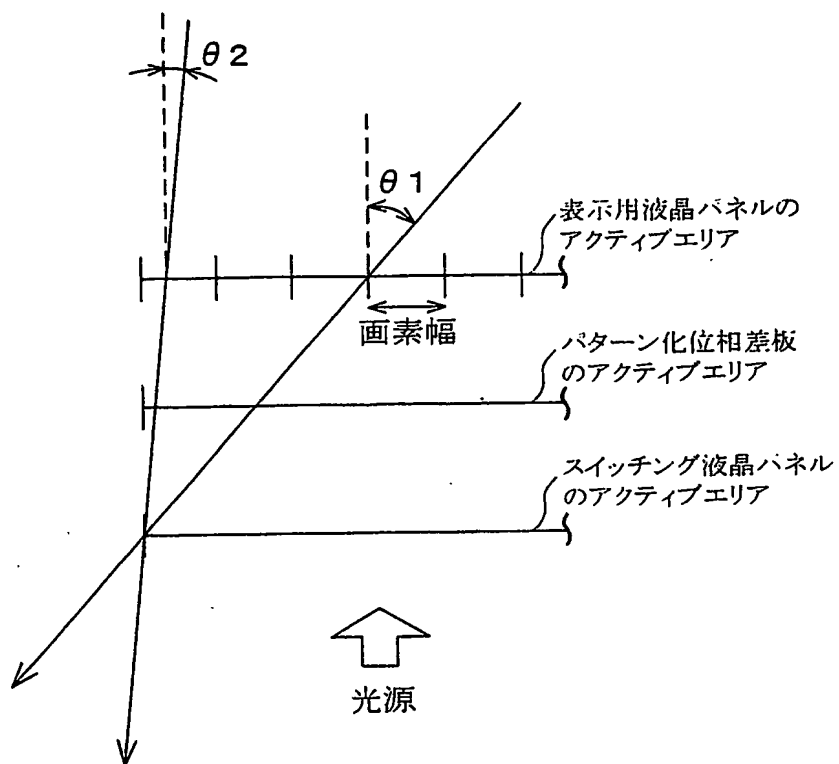 θ2
θ1
表示用液晶パネルの
アクティブエリア
画素幅
パターン化位相差板
のアクティブエリア
スイッチング液晶パネル
のアクティブエリア
光源